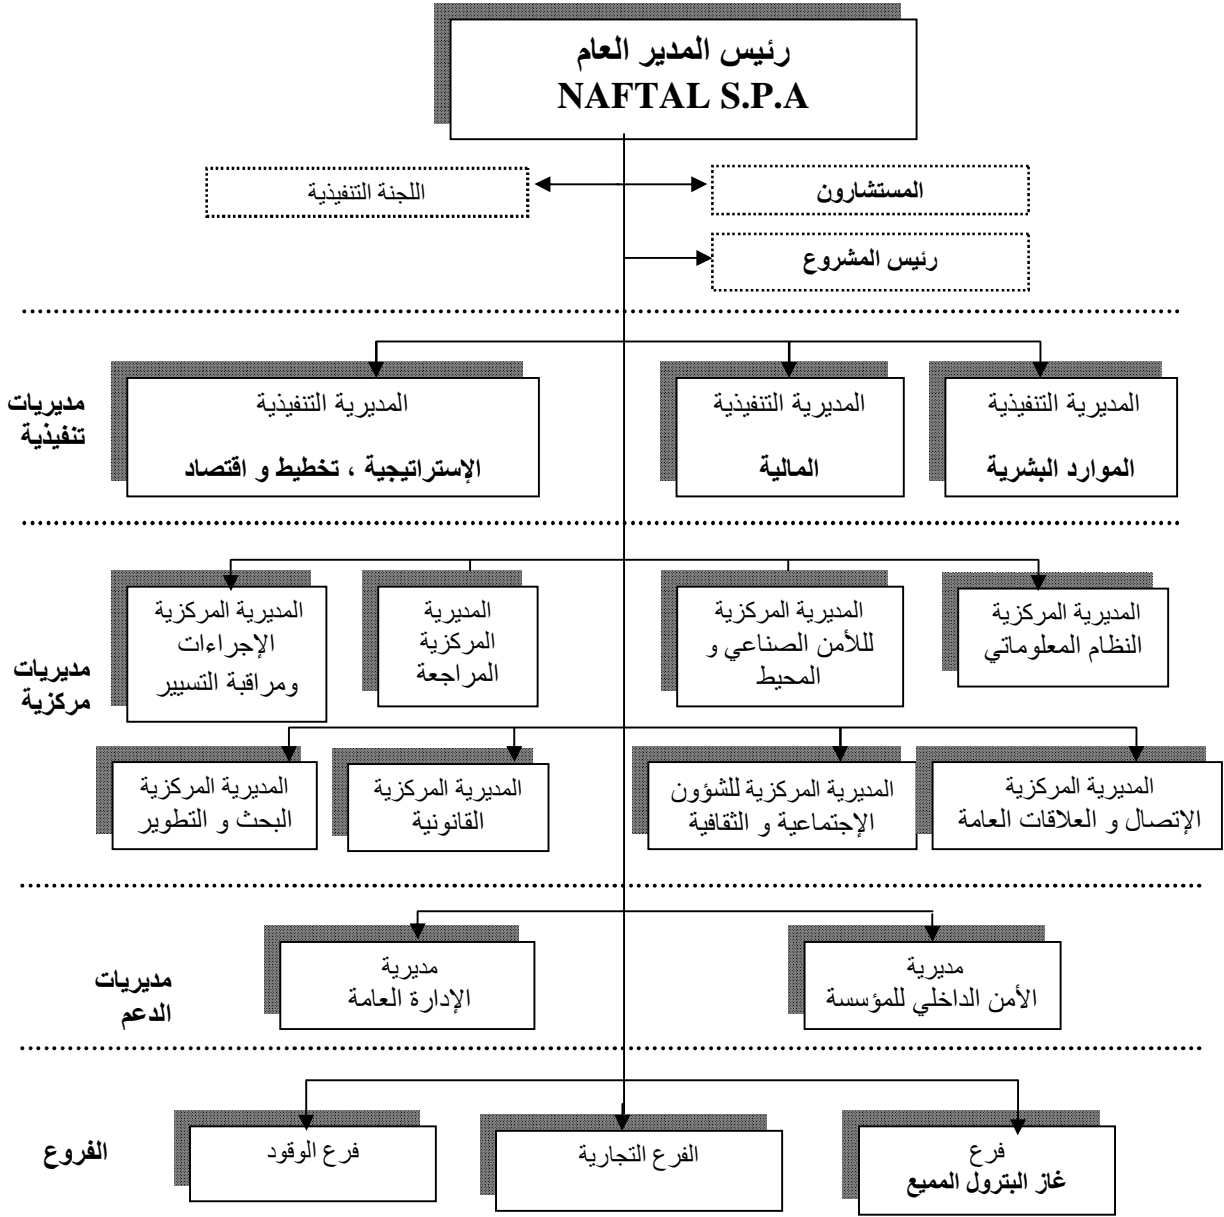 رئيس المدير العام
NAFTAL S.P.A
المستشارون
اللجنة التنفيذية
رئيس المشروع
مديريات
تنفيذية
المديرية التنفيذية
الموارد البشرية
المديرية التنفيذية
المالية
المديرية التنفيذية
الإستراتيجية ، تخطيط و اقتصاد
مديريات
مركزية
المديرية المركزية
النظام المعلوماتي
المديرية المركزية
للأمن الصناعي و
المحيط
المديرية
المركزية
المراجعة
المديرية المركزية
الإجراءات
ومراقبة التسيير
المديرية المركزية
الإتصال و العلاقات العامة
المديرية المركزية للشؤون
الإجتماعية و الثقافية
المديرية المركزية
القانونية
المديرية المركزية
البحث و التطوير
مديريات
الدعم
مديرية
الأمن الداخلي للمؤسسة
مديرية
الإدارة العامة
الفروع
فرع
غاز البترول المميع
الفرع التجارية
فرع الوقود